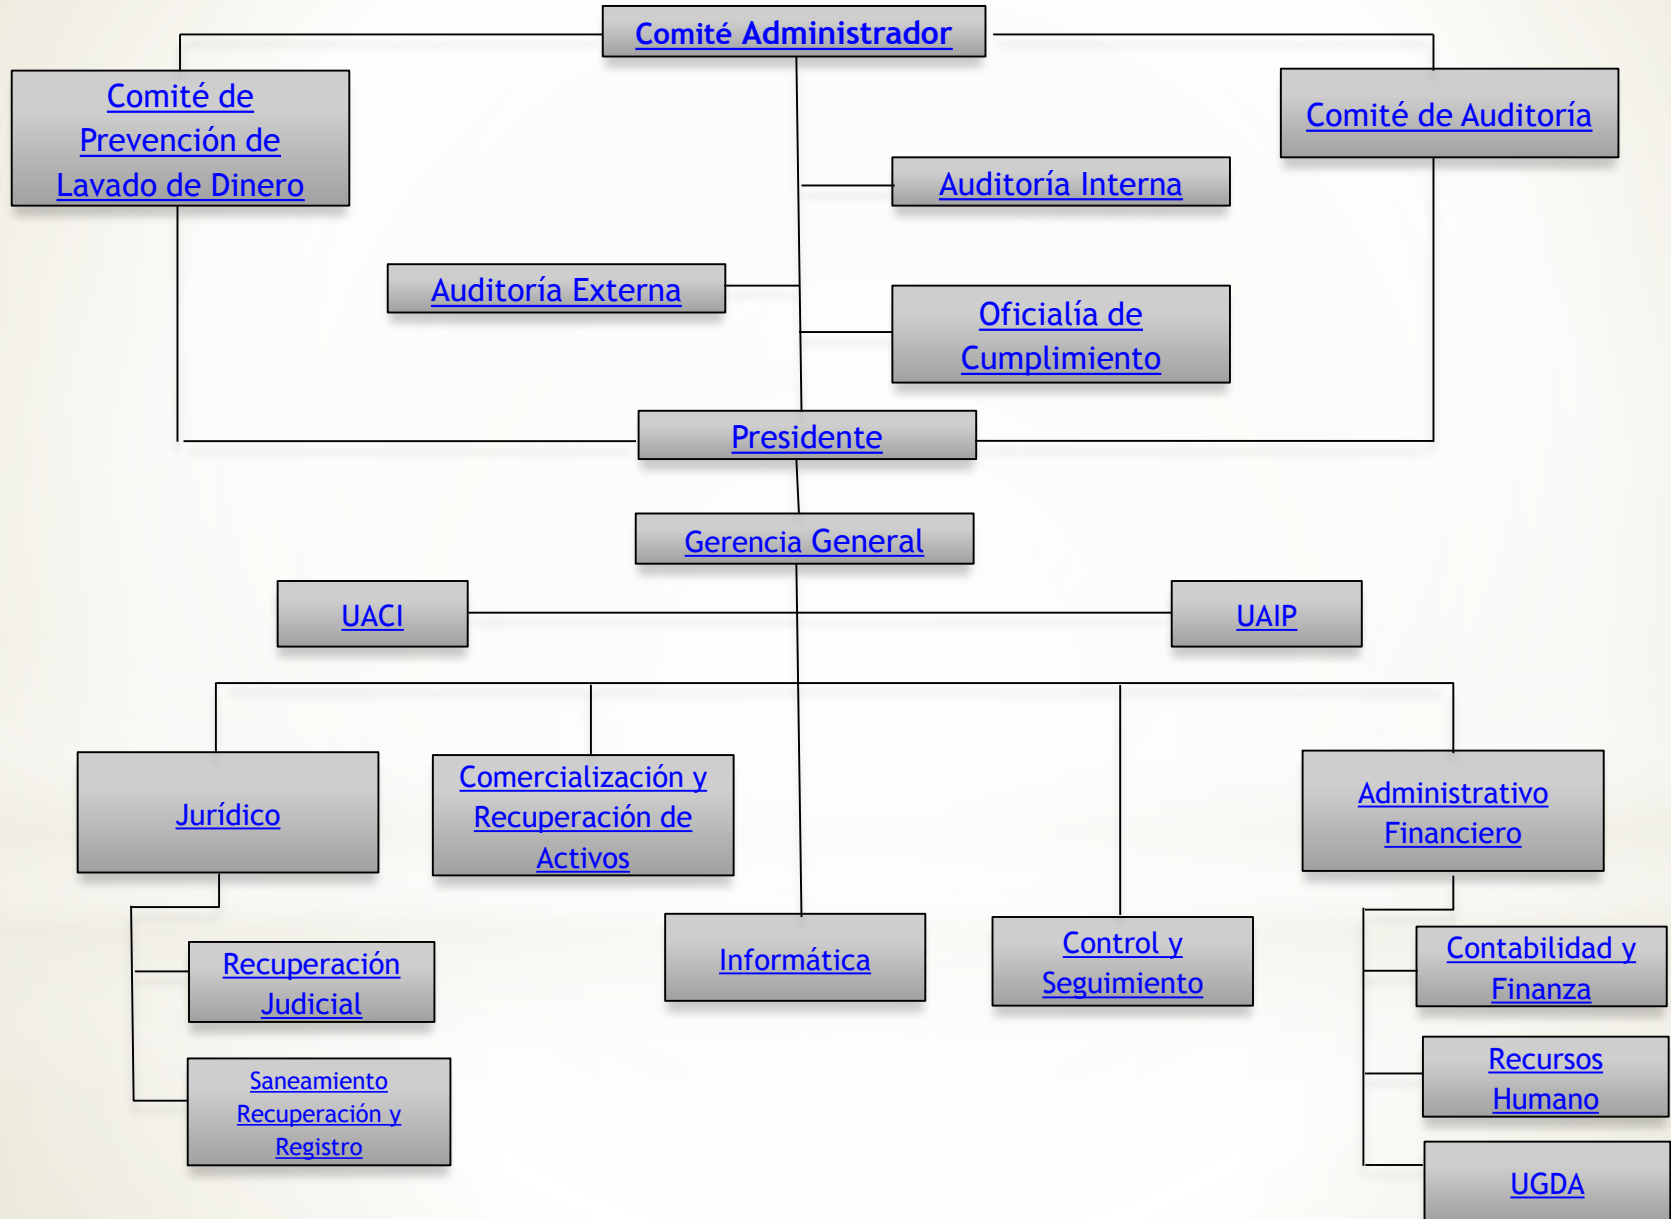 Comité Administrador
Comité de
Prevención de
Lavado de Dinero
Comité de Auditoría
Auditoría Interna
Auditoría Externa
Oficialía de
Cumplimiento
Presidente
Gerencia General
UACI
UAIP
Jurídico
Comercialización y
Recuperación de
Activos
Administrativo
Financiero
Informática
Control y
Seguimiento
Recuperación
Judicial
Contabilidad y
Finanza
Saneamiento
Recuperación y
Registro
Recursos
Humano
UGDA